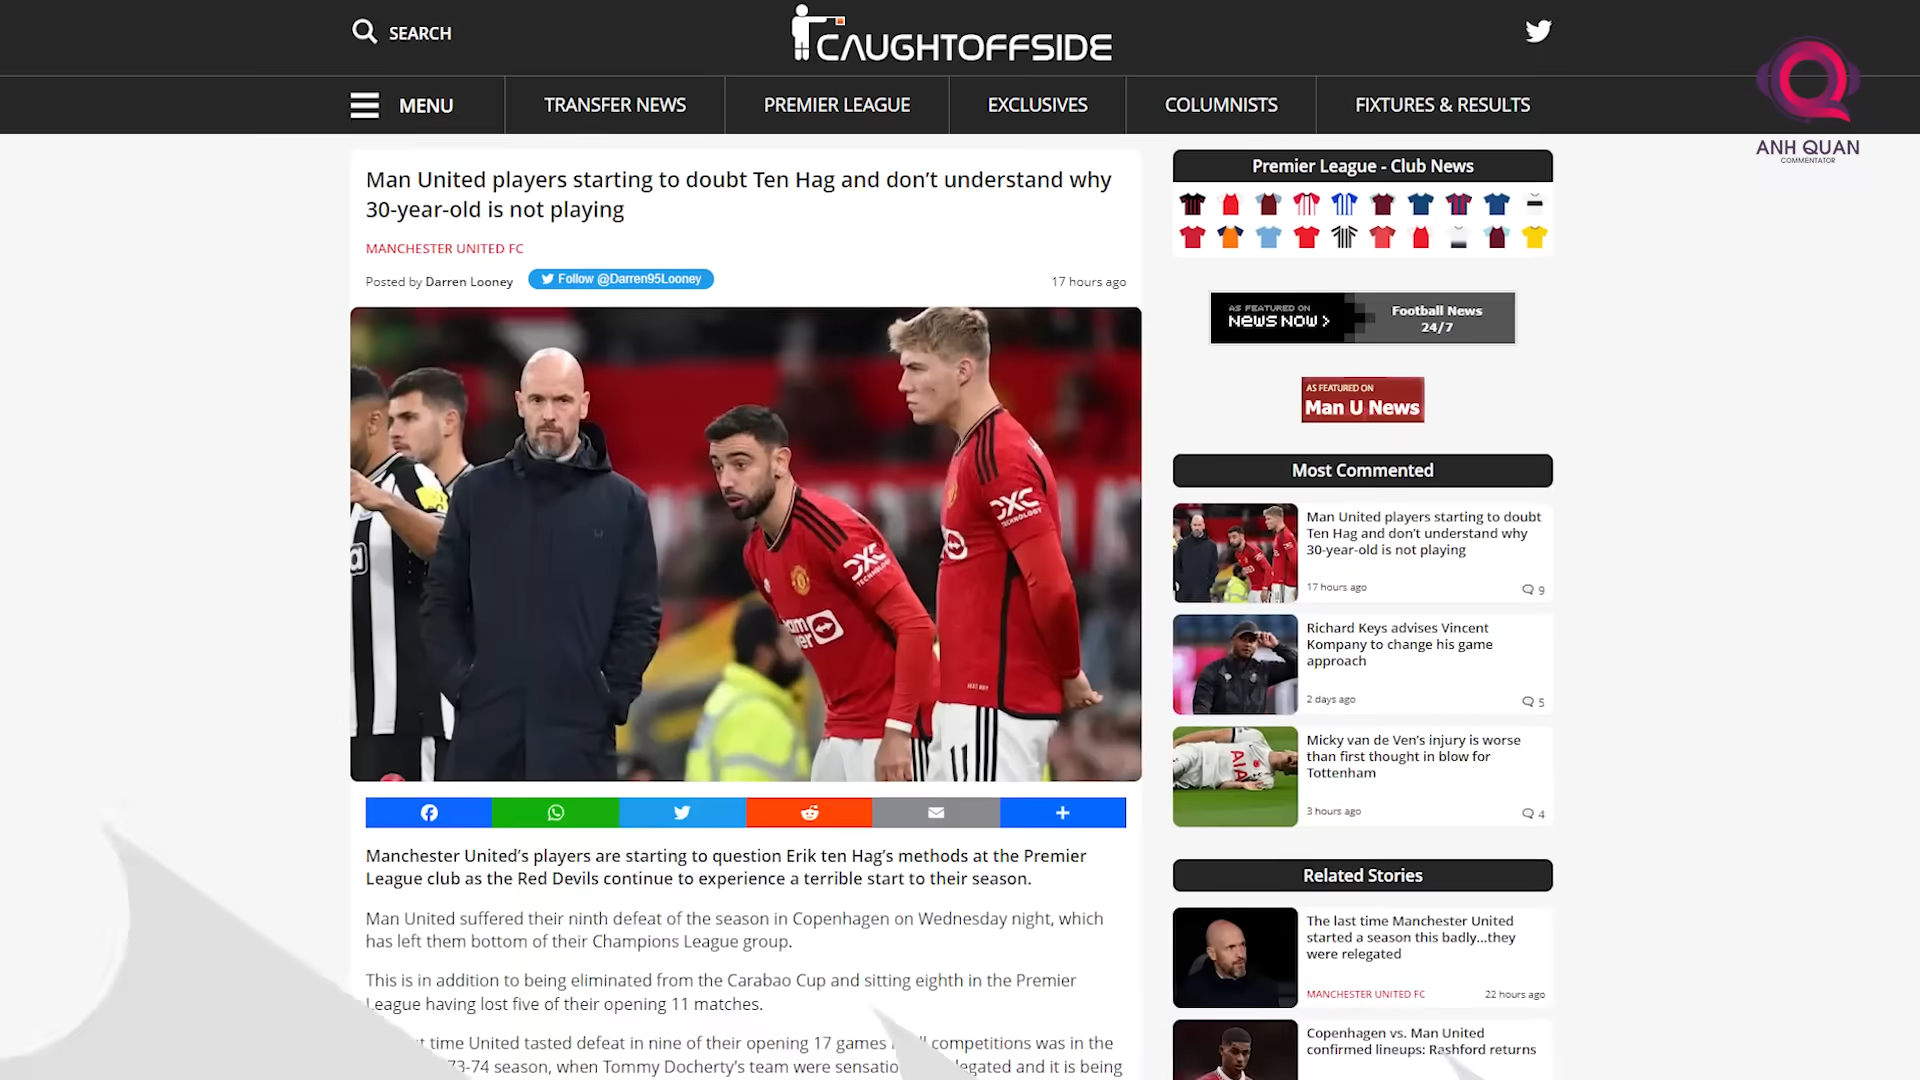 SEARCH
CAUGHTOFFSIDE
ANH QUAN
COMMENTATOR
MENU
TRANSFER NEWS
PREMIER LEAGUE
EXCLUSIVES
COLUMNISTS
FIXTURES & RESULTS
Man United players starting to doubt Ten Hag and don’t understand why
30-year-old is not playing
MANCHESTER UNITED FC
Posted by Darren Looney
Follow @Darren95Looney
17 hours ago
DXC
TECHNOLOGY
DXC
TECHNOLOGY
11
Manchester United’s players are starting to question Erik ten Hag’s methods at the Premier
League club as the Red Devils continue to experience a terrible start to their season.
Man United suffered their ninth defeat of the season in Copenhagen on Wednesday night, which
has left them bottom of their Champions League group.
This is in addition to being eliminated from the Carabao Cup and sitting eighth in the Premier
League having lost five of their opening 11 matches.
time United tasted defeat in nine of their opening 17 games competitions was in the
73-74 season, when Tommy Docherty’s team were and it is being
Premier League - Club News
AS FEATURED ON
NEWS NOW >
Football News
24/7
AS FEATURED ON
Man U News
Most Commented
Man United players starting to doubt
Ten Hag and don’t understand why
30-year-old is not playing
17 hours ago
9
Richard Keys advises Vincent
Kompany to change his game
approach
2 days ago
5
AIA
Micky van de Ven’s injury is worse
than first thought in blow for
Tottenham
3 hours ago
4
Related Stories
The last time Manchester United
started a season this badly...they
were relegated
MANCHESTER UNITED FC
22 hours ago
Copenhagen vs. Man United
confirmed lineups: Rashford returns